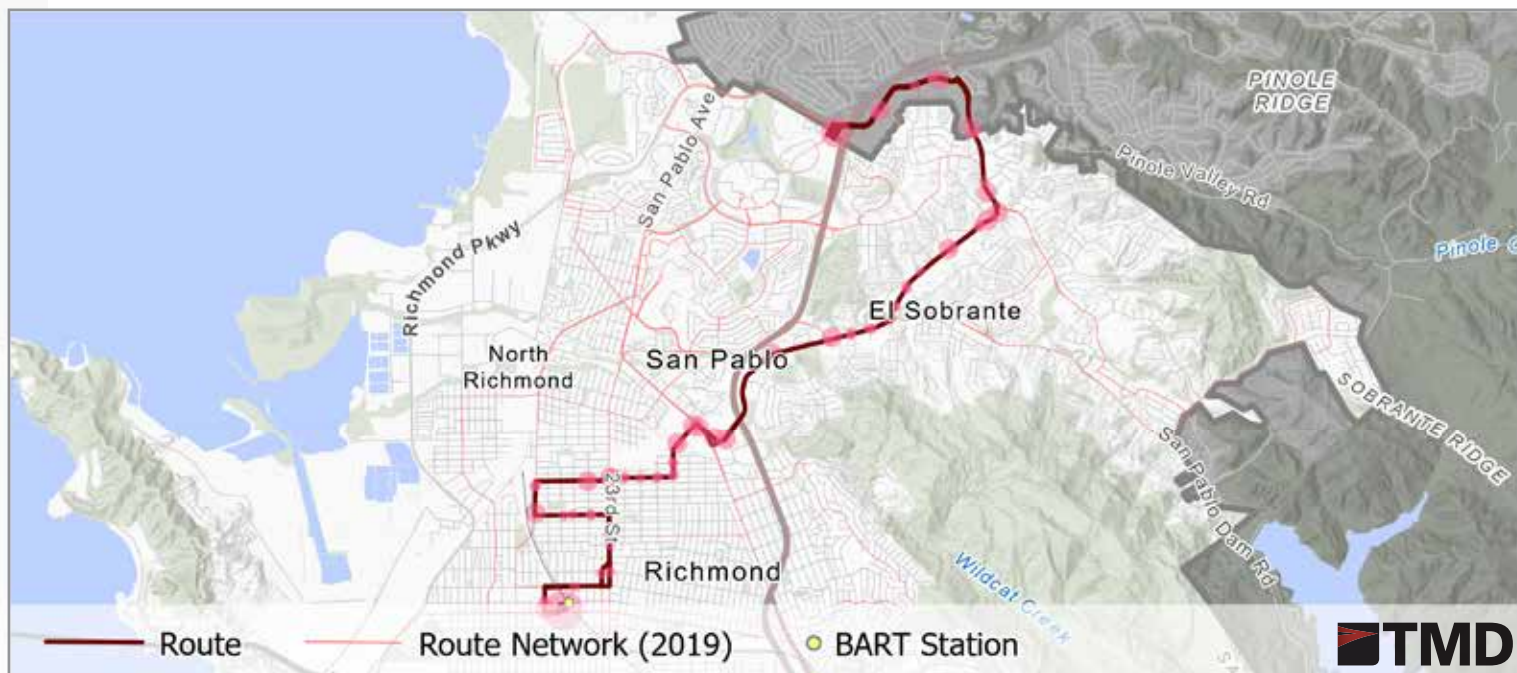 PINOLE
RIDGE
San Pablo Ave
Pinole Valley Rd
Richmond Pkwy
Pinole
El Sobrante
North
Richmond
San Pablo
SOBRANTE RIDGE
San Pablo Dam Rd
23rd St
Richmond
Wildcat Creek
Route
Route Network (2019)
BART Station
TMD